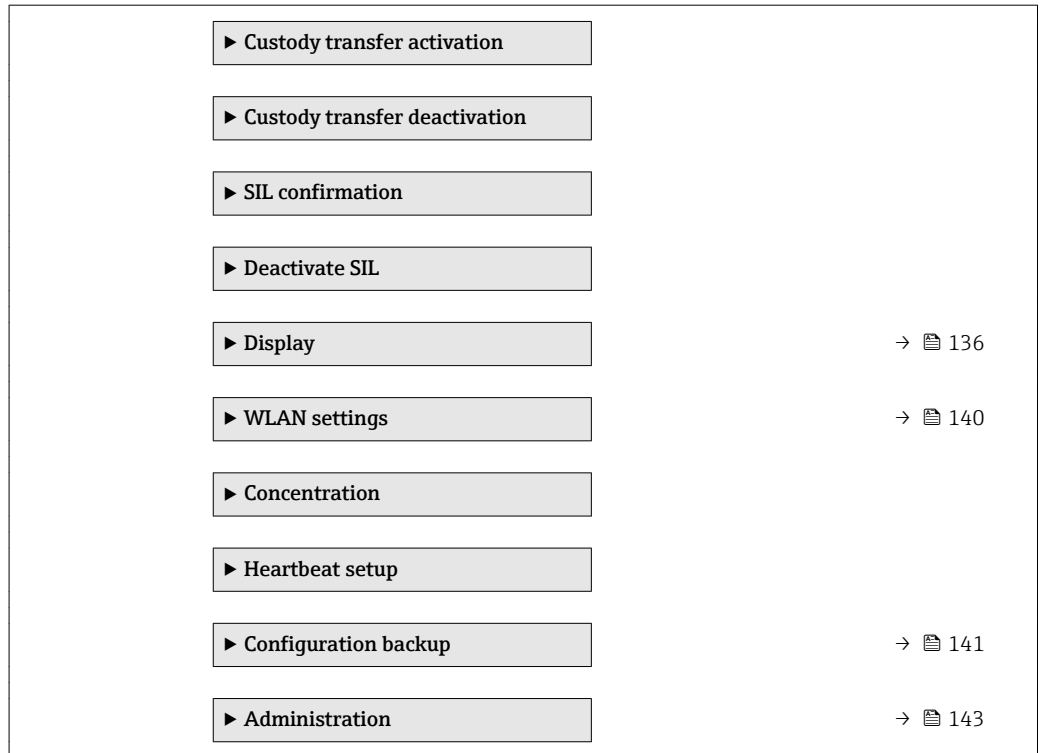 ▶ Custody transfer activation
▶ Custody transfer deactivation
▶ SIL confirmation
▶ Deactivate SIL
▶ Display → 136
▶ WLAN settings → 140
▶ Concentration
▶ Heartbeat setup
▶ Configuration backup → 141
▶ Administration → 143